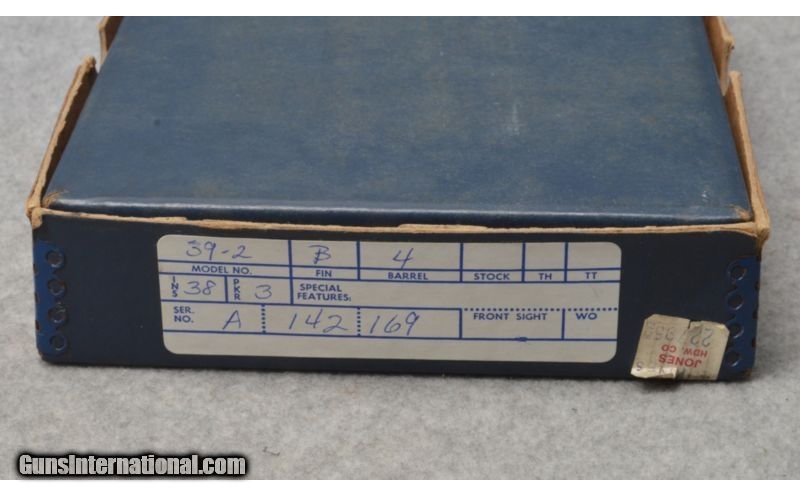 39-2 B 4
MODEL NO. FIN BARREL STOCK TH TT
INS 38 PKR 3 SPECIAL FEATURES:
SER. NO. A 142 169 FRONT SIGHT WO
JONES
HDW. CO
GunsInternational.com